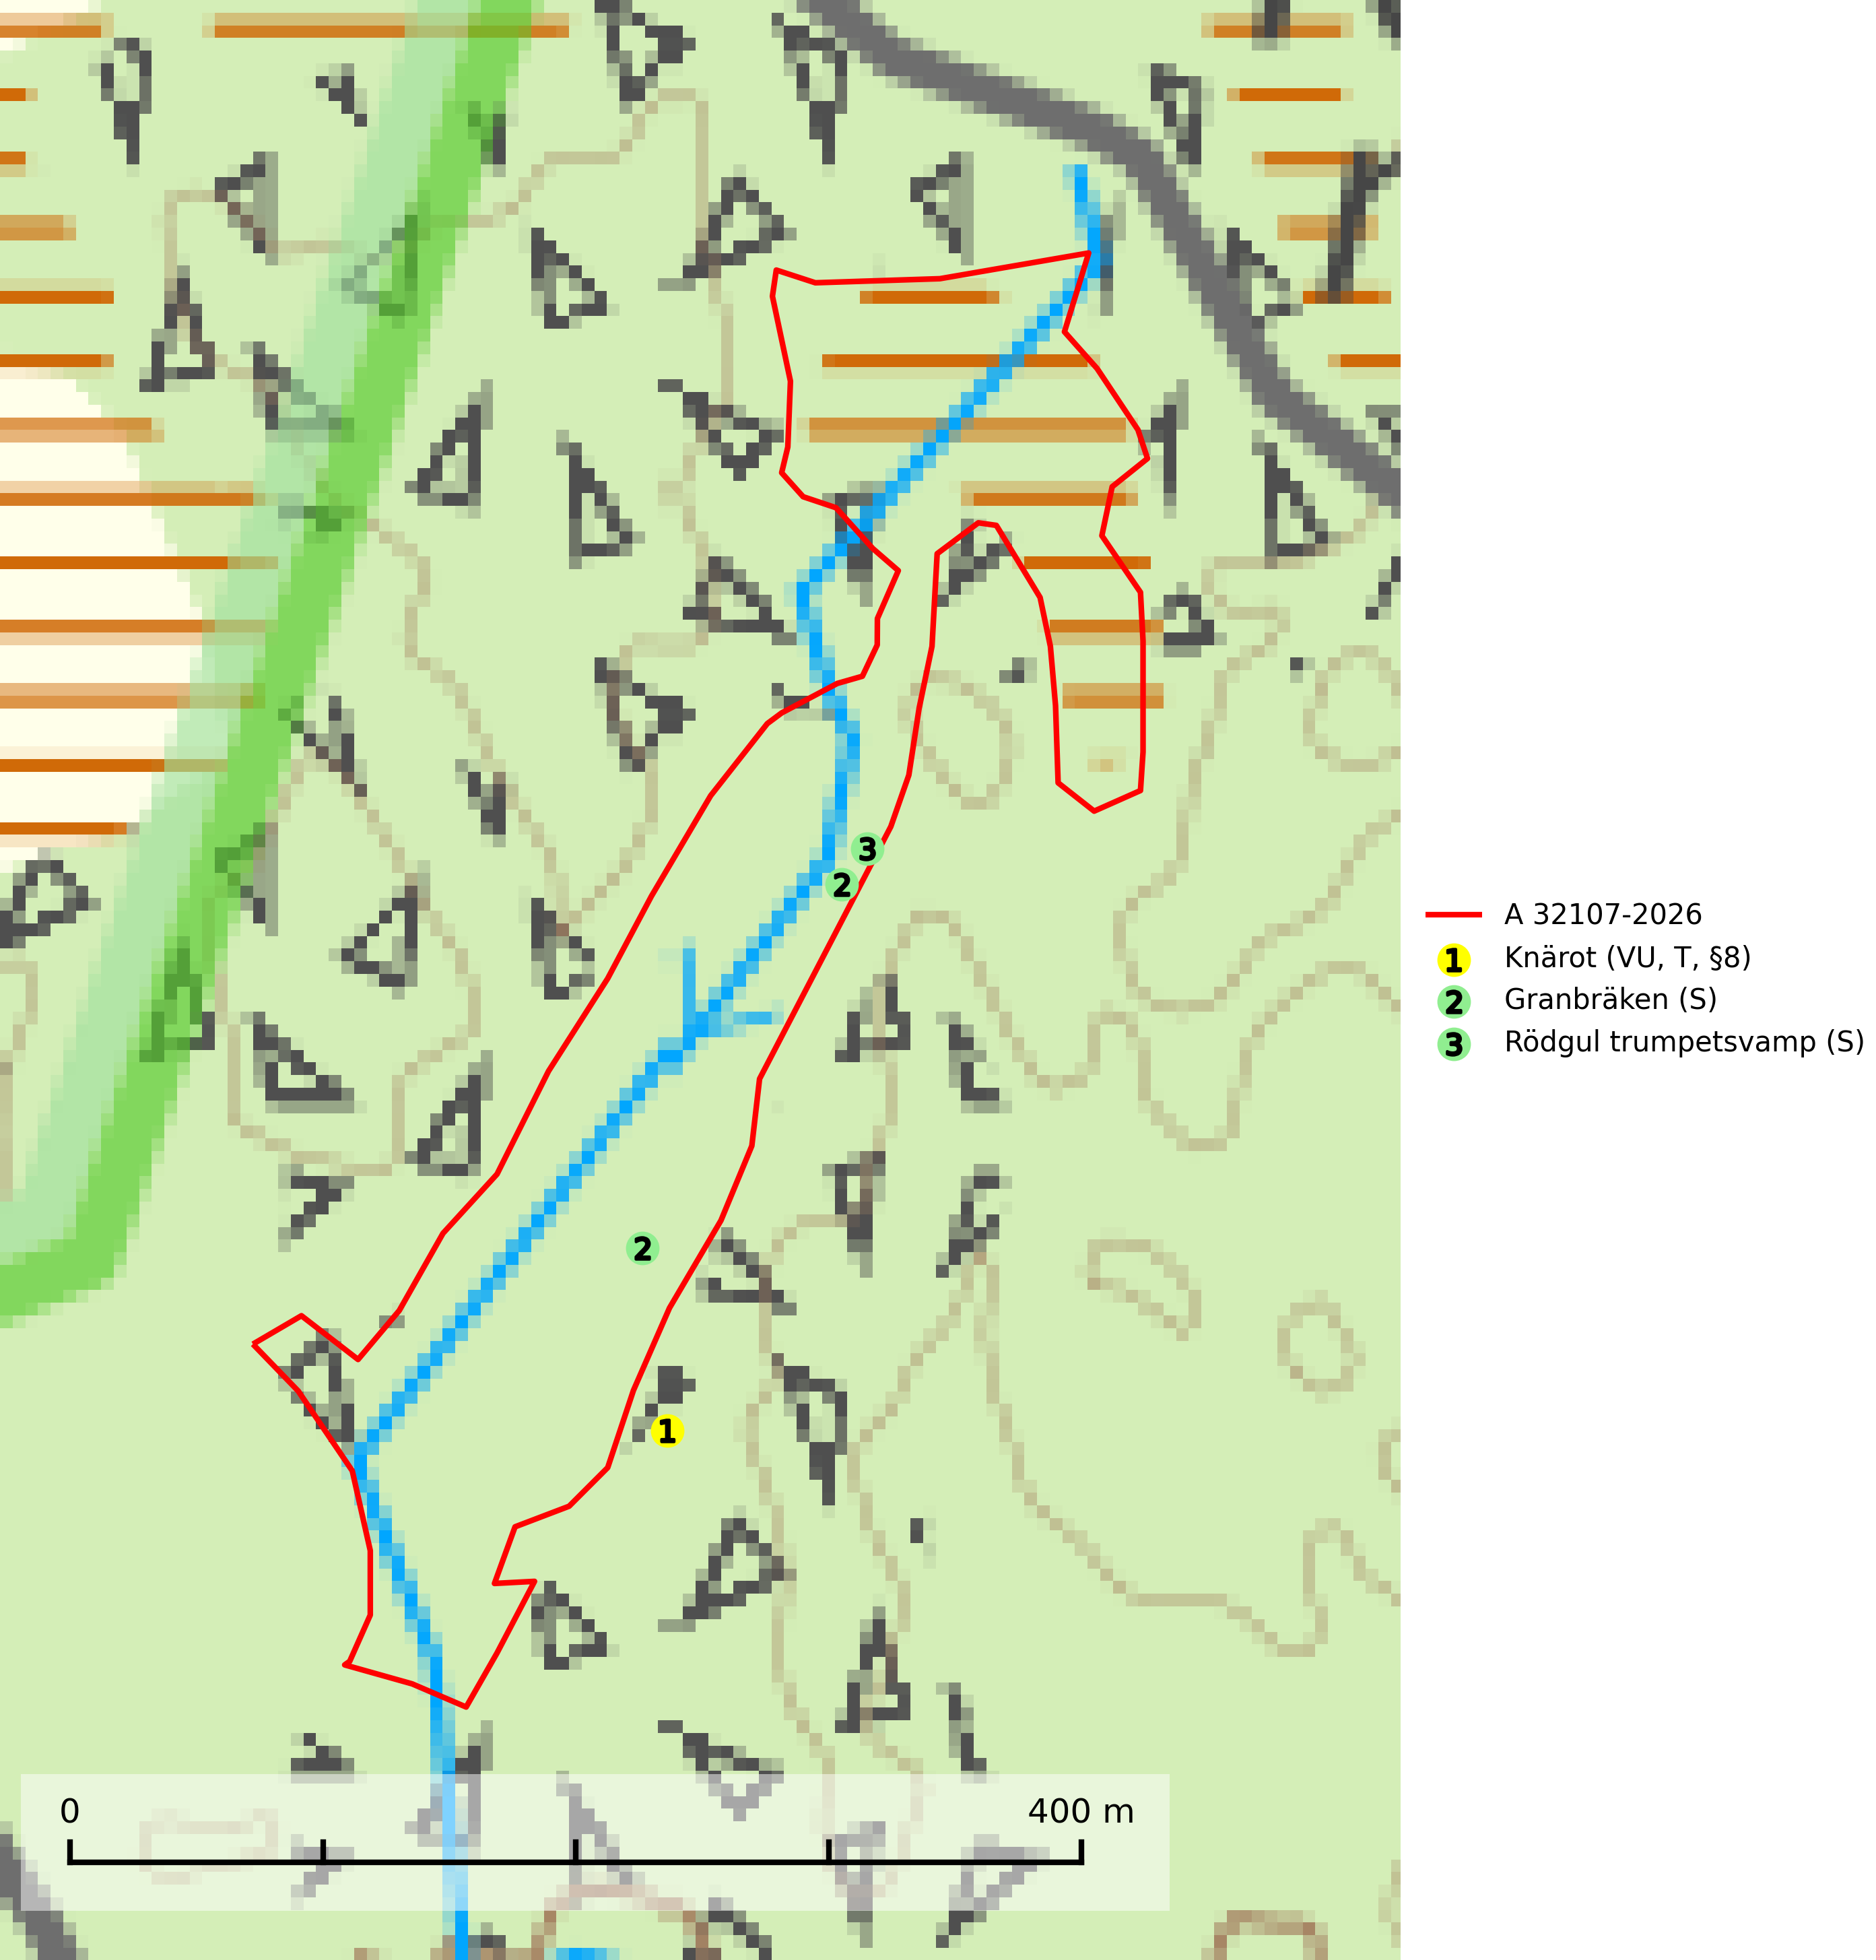 3
2
2
1
0 400 m
A 32107-2026
1 Knärot (VU, T, §8)
2 Granbräken (S)
3 Rödgul trumpetsvamp (S)